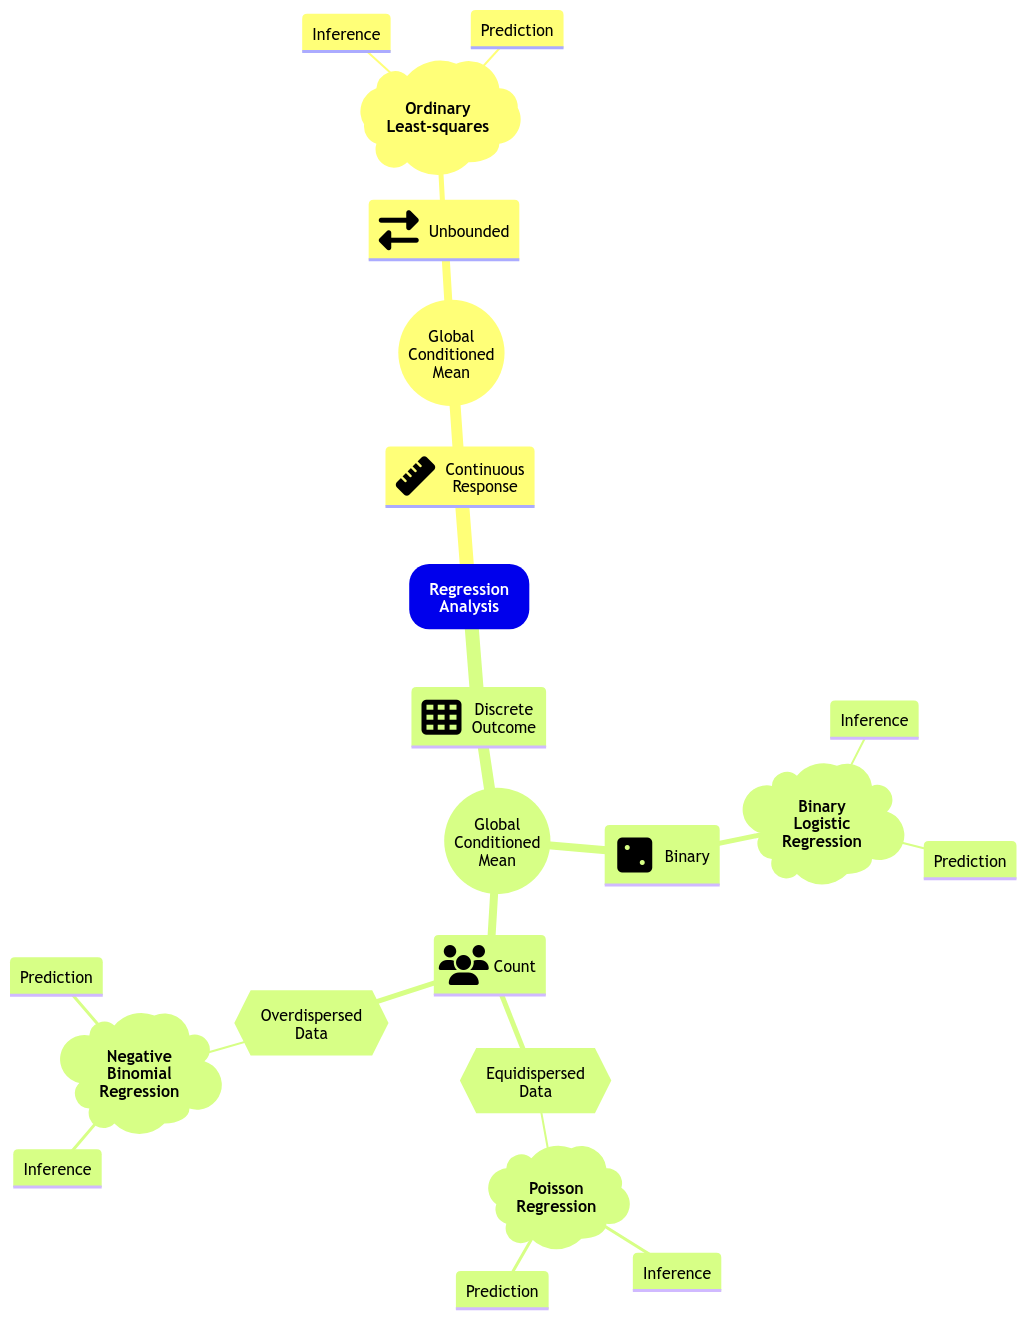 Inference
Prediction
Ordinary
Least-squares
Unbounded
Global
Conditioned
Mean
Continuous
Response
Regression
Analysis
Discrete
Outcome
Global
Conditioned
Mean
Binary
Inference
Binary
Logistic
Regression
Prediction
Count
Overdispersed
Data
Prediction
Negative
Binomial
Regression
Inference
Equidispersed
Data
Poisson
Regression
Prediction
Inference